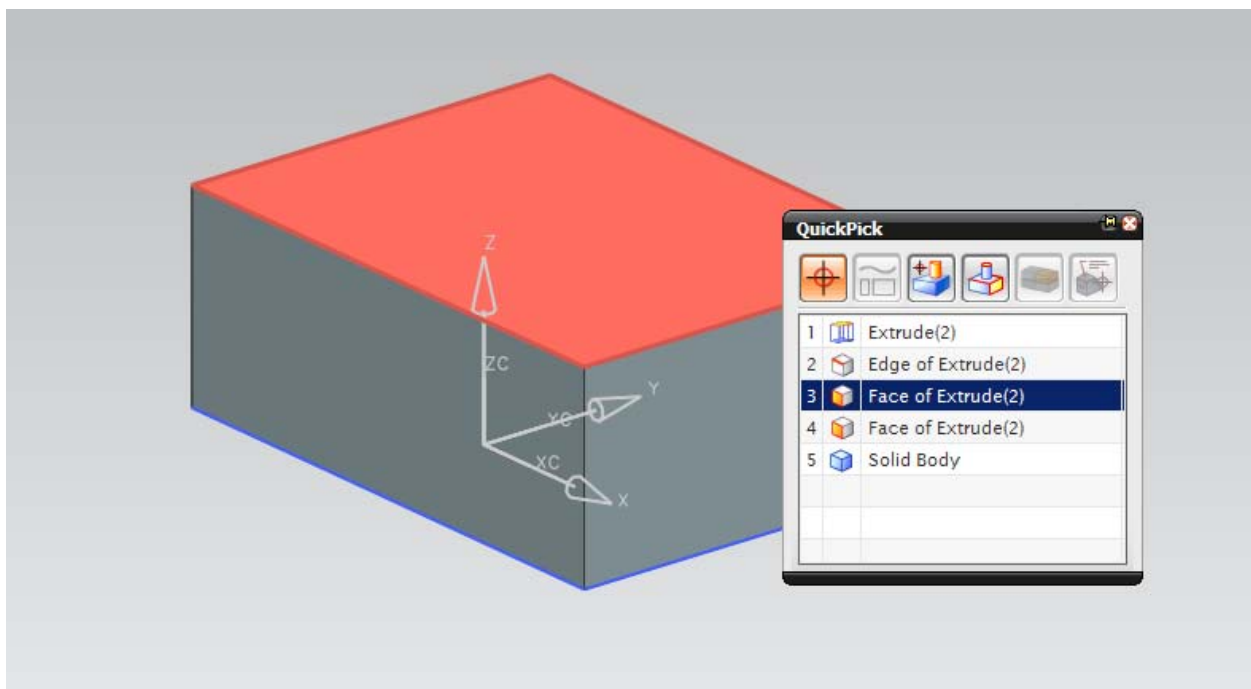 QuickPick
Z
ZC
Y
YC
XC
X
1 Extrude(2)
2 Edge of Extrude(2)
3 Face of Extrude(2)
4 Face of Extrude(2)
5 Solid Body